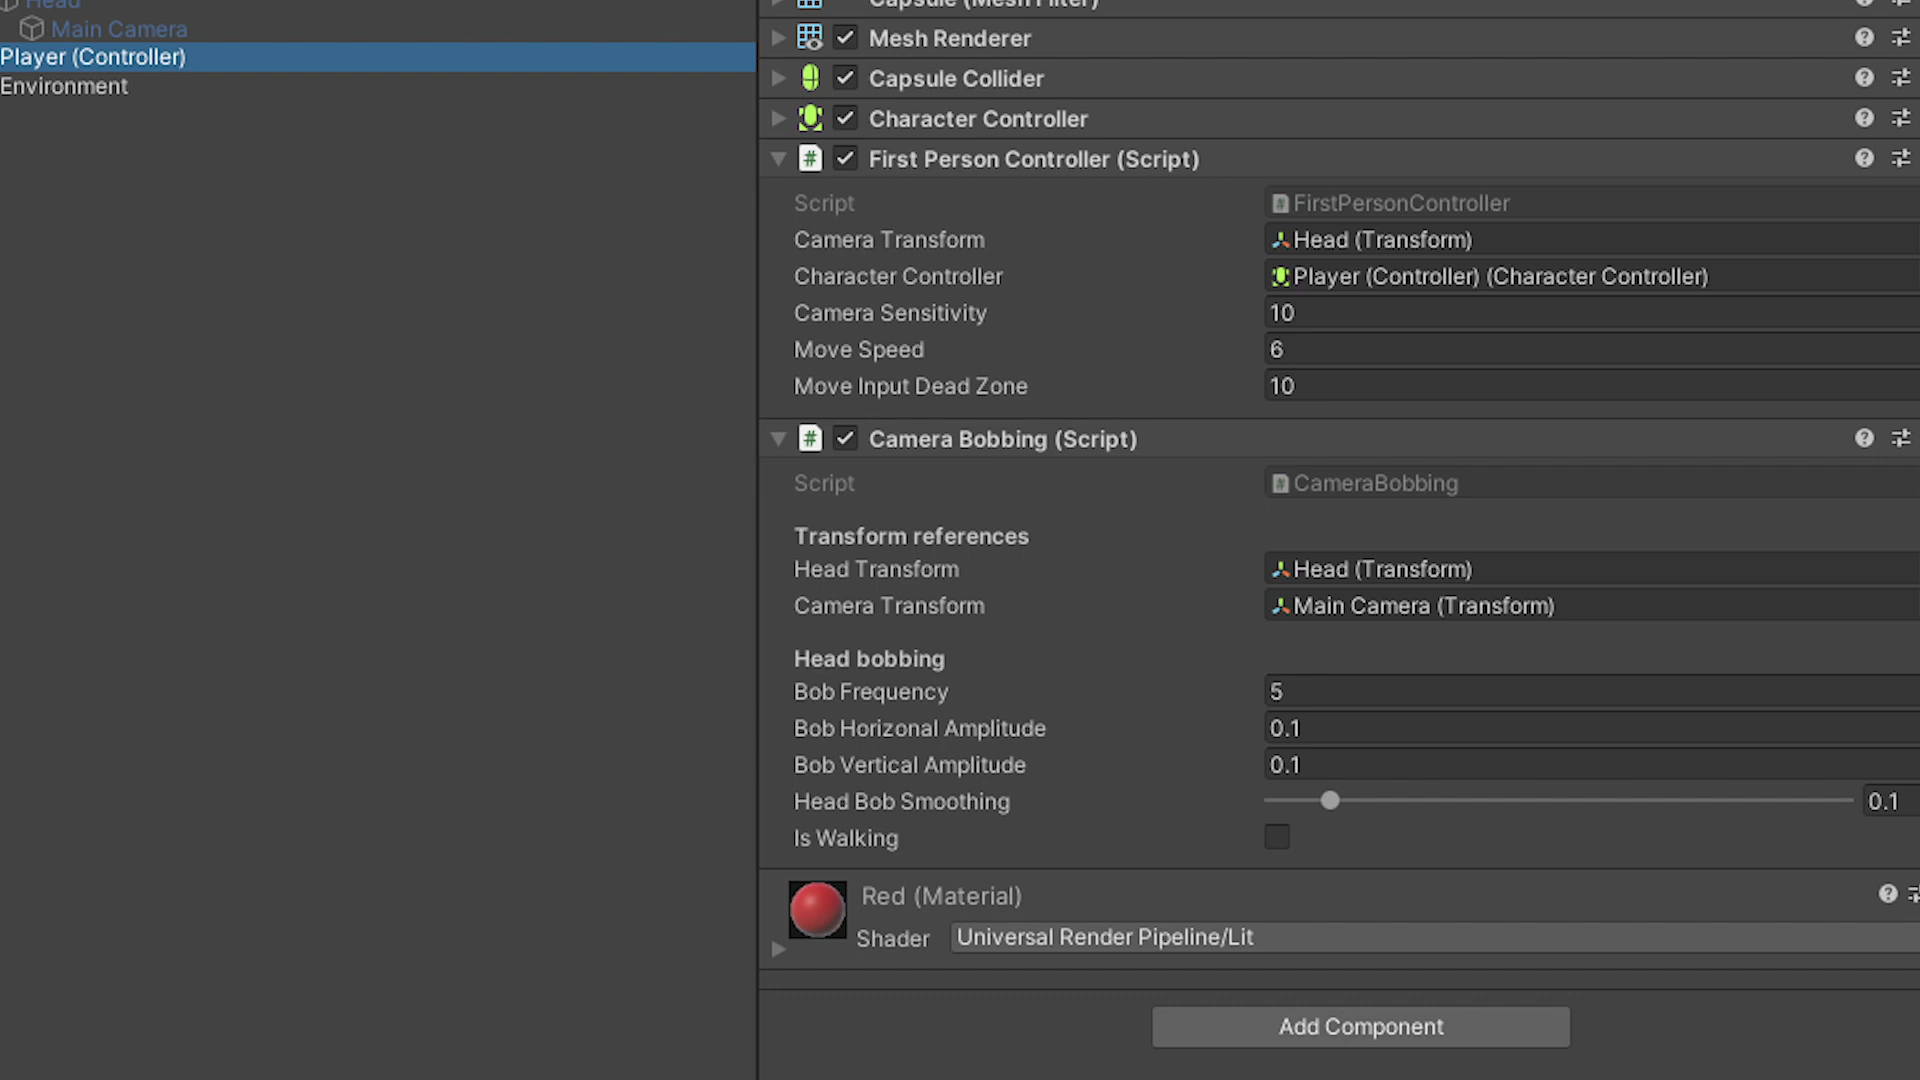 Head
Main Camera
Player (Controller)
Environment
Capsule (Mesh Filter)
Mesh Renderer
Capsule Collider
Character Controller
# First Person Controller (Script)
Script # FirstPersonController
Camera Transform Head (Transform)
Character Controller Player (Controller) (Character Controller)
Camera Sensitivity 10
Move Speed 6
Move Input Dead Zone 10
# Camera Bobbing (Script)
Script # CameraBobbing
Transform references
Head Transform Head (Transform)
Camera Transform Main Camera (Transform)
Head bobbing
Bob Frequency 5
Bob Horizonal Amplitude 0.1
Bob Vertical Amplitude 0.1
Head Bob Smoothing 0.1
Is Walking
Red (Material)
Shader Universal Render Pipeline/Lit
Add Component